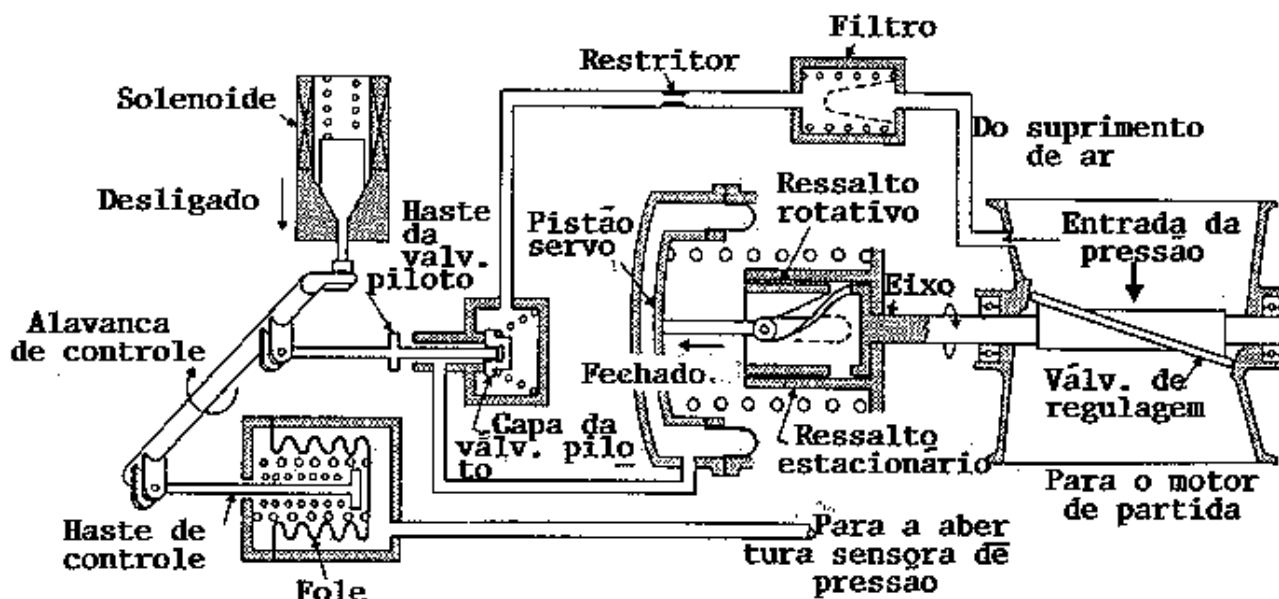 Filtro
Restritor
Solenoide
Do suprimento
de ar
Desligado
Haste
da
valv.
piloto
Pistão
servo
Ressalto
rotativo
Entrada da
pressão
Eixo
Alavanca
de controle
Fechado.
Válv. de
regulagem
Capa da
válv. pilo
to
Ressalto
estacionário
Para o motor
de partida
Haste de
controle
Fole
Para a aber
tura sensora de
pressão